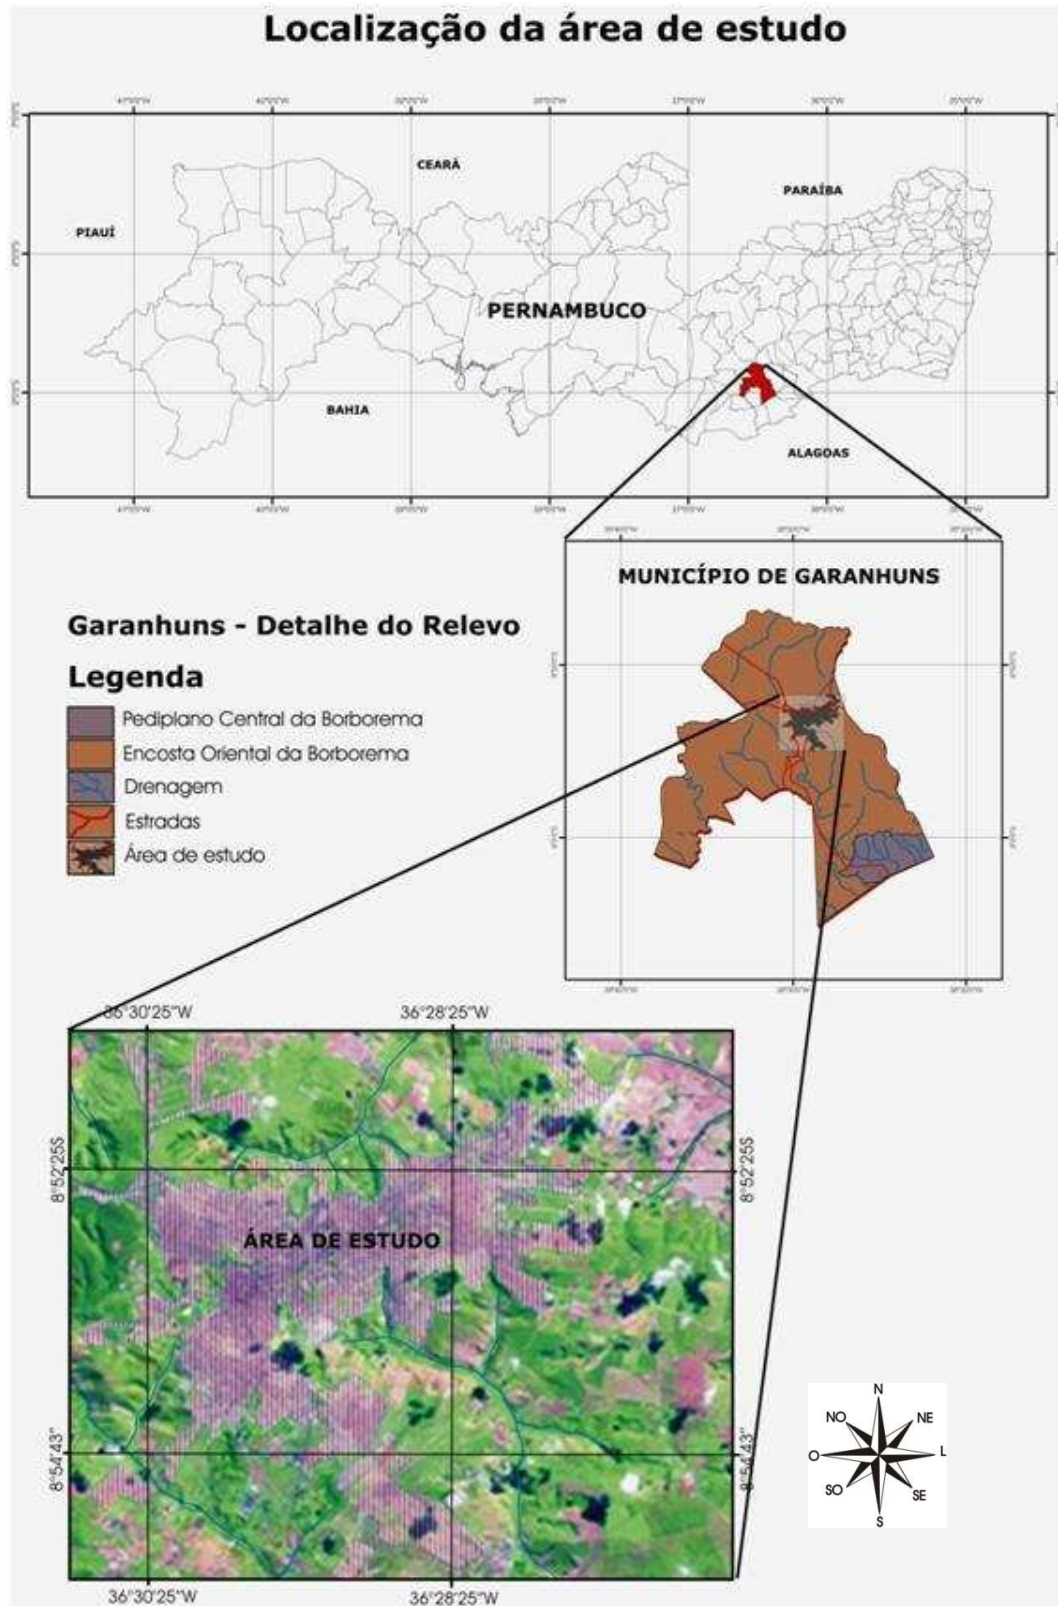 Localização da área de estudo
CEARÁ
PARAÍBA
PIAUÍ
PERNAMBUCO
BAHIA
ALAGOAS
MUNICÍPIO DE GARANHUNS
Garanhuns - Detalhe do Relevo
Legenda
Pediplano Central da Borborema
Encosta Oriental da Borborema
Drenagem
Estradas
Área de estudo
36°30'25"W 36°28'25"W
8°52'25S 8°52'25S
ÁREA DE ESTUDO
8°54'43" 8°54'43"
36°30'25"W 36°28'25"W
N
NO NE
O L
SO SE
S